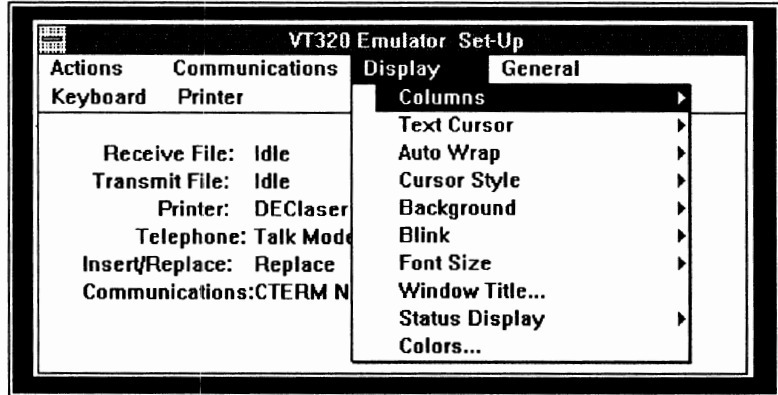 VT320 Emulator Set-Up
Actions Communications Display General
Keyboard Printer
Columns
Text Cursor
Auto Wrap
Cursor Style
Background
Blink
Font Size
Window Title...
Status Display
Colors...
Receive File: Idle
Transmit File: Idle
Printer: DEClaser
Telephone: Talk Mode
Insert/Replace: Replace
Communications:CTERM N